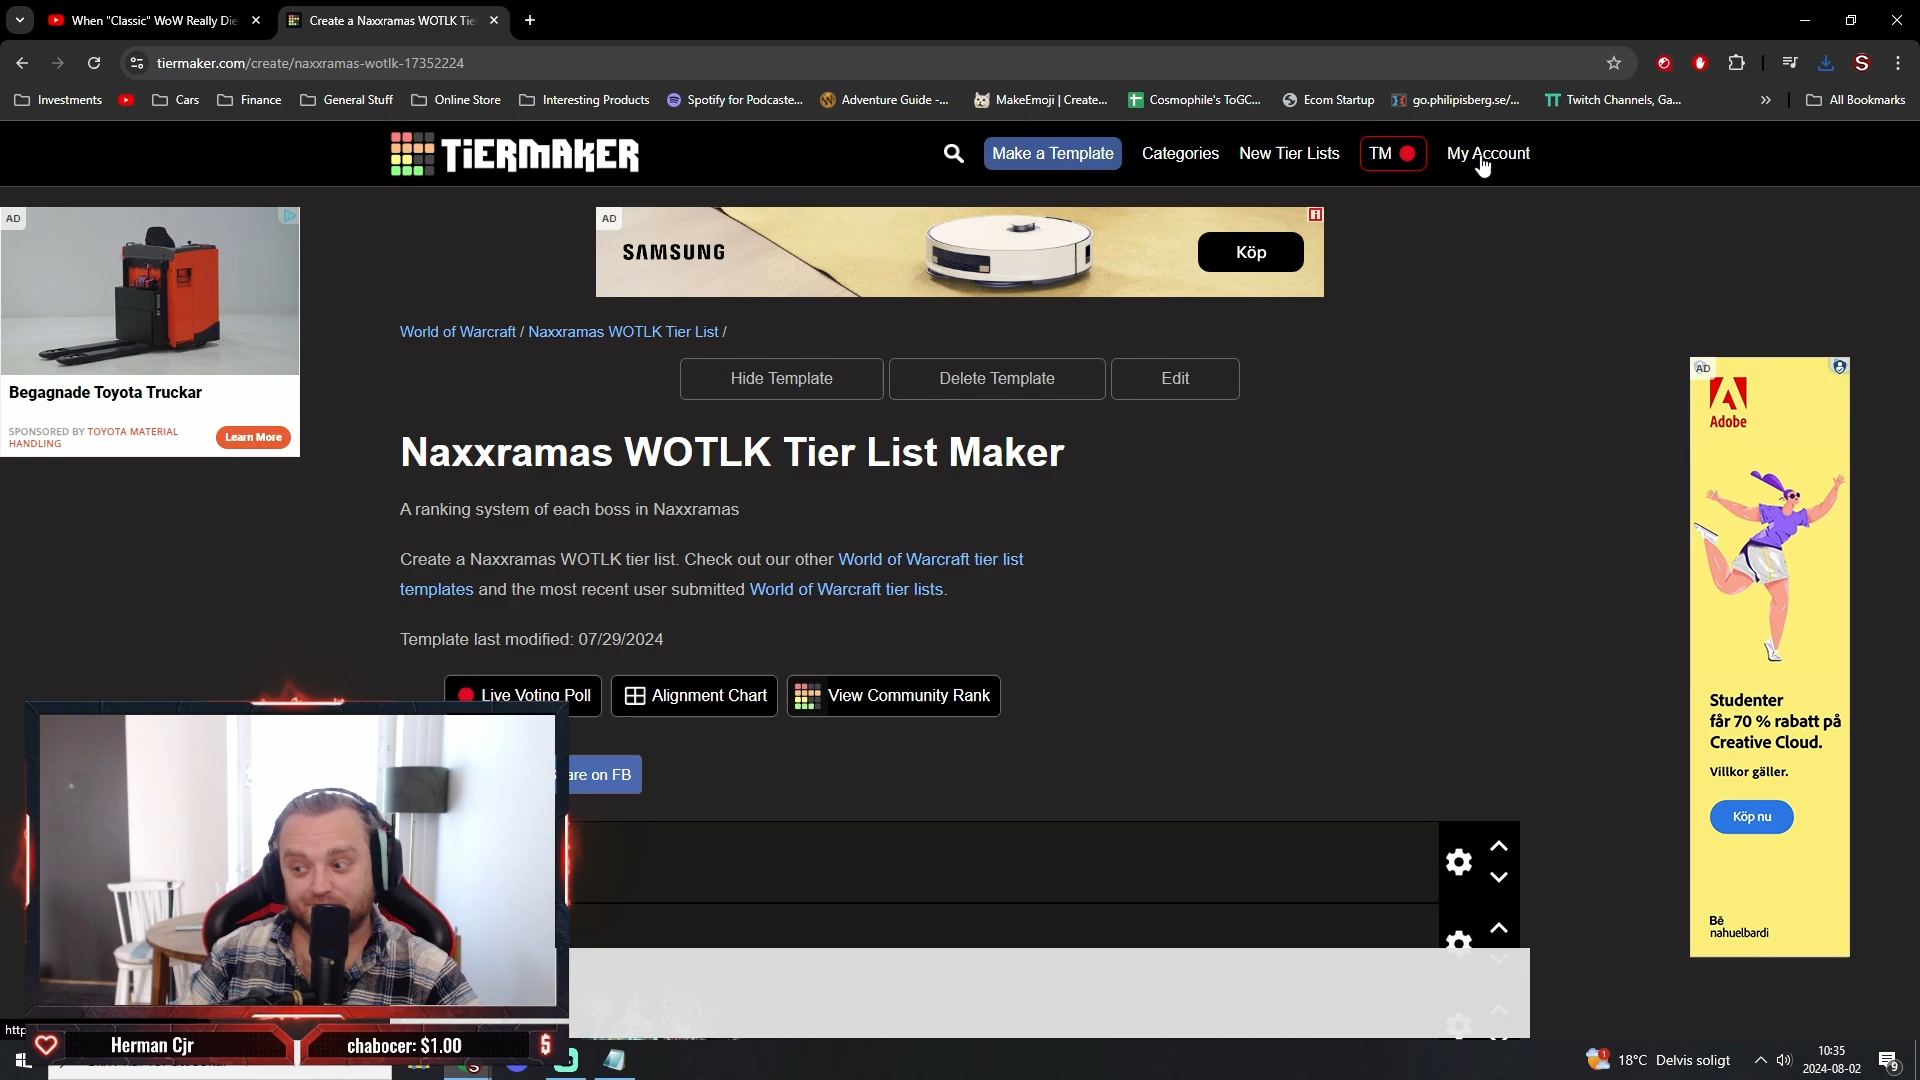 When "Classic" WoW Really Die
Create a Naxxramas WOTLK Tie
tiermaker.com/create/naxxramas-wotlk-17352224
Investments
Cars
Finance
General Stuff
Online Store
Interesting Products
Spotify for Podcaste...
Adventure Guide -...
MakeEmoji | Create...
Cosmophile's ToGC...
Ecom Startup
go.philipisberg.se/...
Twitch Channels, Ga...
All Bookmarks
TiERMAKER
Make a Template
Categories
New Tier Lists
TM
My Account
AD
Begagnade Toyota Truckar
SPONSORED BY TOYOTA MATERIAL
HANDLING
Learn More
AD
SAMSUNG
Köp
World of Warcraft / Naxxramas WOTLK Tier List /
Hide Template
Delete Template
Edit
Naxxramas WOTLK Tier List Maker
A ranking system of each boss in Naxxramas
Create a Naxxramas WOTLK tier list. Check out our other World of Warcraft tier list
templates and the most recent user submitted World of Warcraft tier lists.
Template last modified: 07/29/2024
Live Voting Poll
Alignment Chart
View Community Rank
are on FB
AD
Adobe
Studenter
får 70 % rabatt på
Creative Cloud.
Villkor gäller.
Köp nu
Bē
nahuelbardi
http
Herman Cjr
chabocer: $1.00
$
1
18°C Delvis soligt
10:35
2024-08-02
9